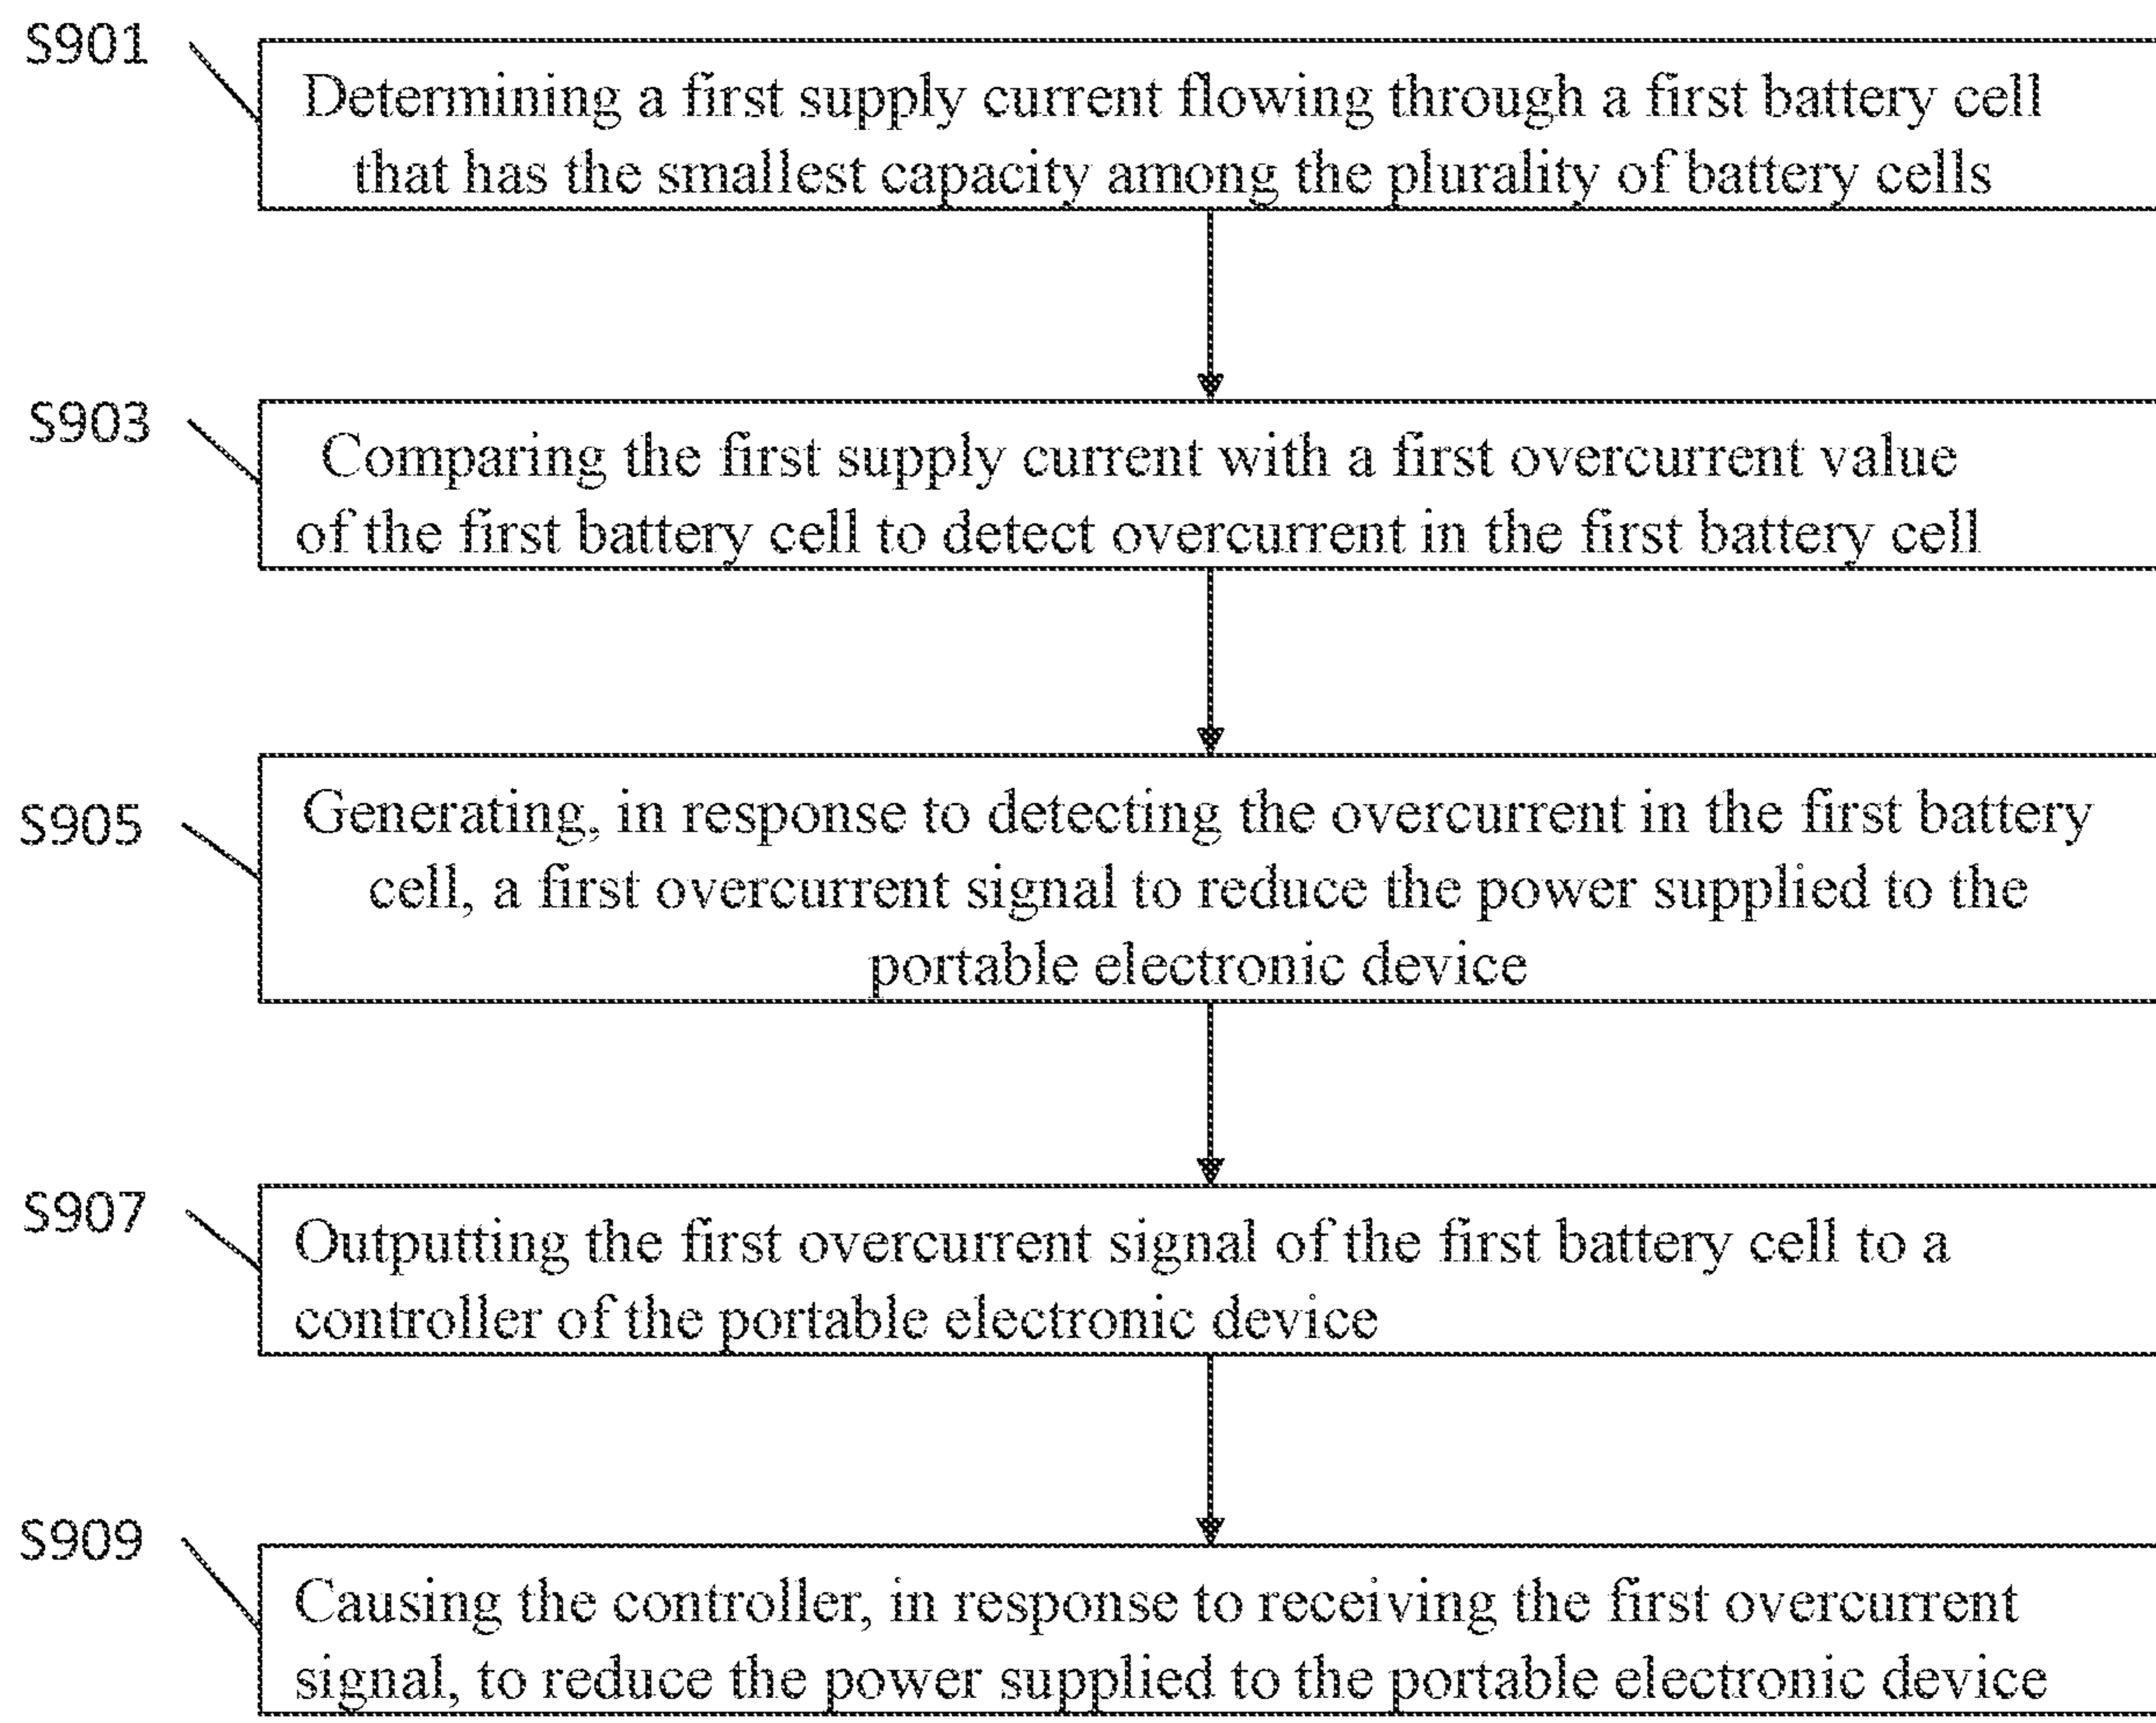 S901
Determining a first supply current flowing through a first battery cell
that has the smallest capacity among the plurality of battery cells
S903
Comparing the first supply current with a first overcurrent value
of the first battery cell to detect overcurrent in the first battery cell
S905
Generating, in response to detecting the overcurrent in the first battery
cell, a first overcurrent signal to reduce the power supplied to the
portable electronic device
S907
Outputting the first overcurrent signal of the first battery cell to a
controller of the portable electronic device
S909
Causing the controller, in response to receiving the first overcurrent
signal, to reduce the power supplied to the portable electronic device